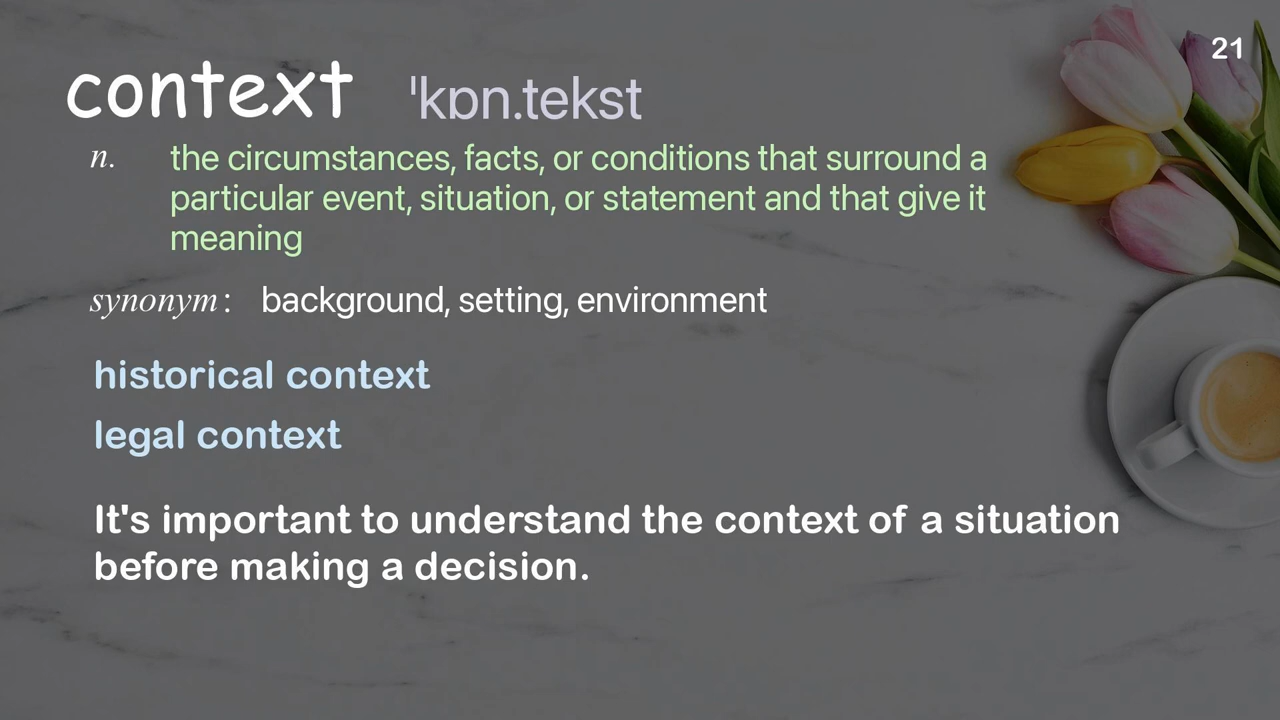 21
context ˈkɒn.tekst
n. the circumstances, facts, or conditions that surround a
particular event, situation, or statement and that give it
meaning
synonym: background, setting, environment
historical context
legal context
It's important to understand the context of a situation
before making a decision.